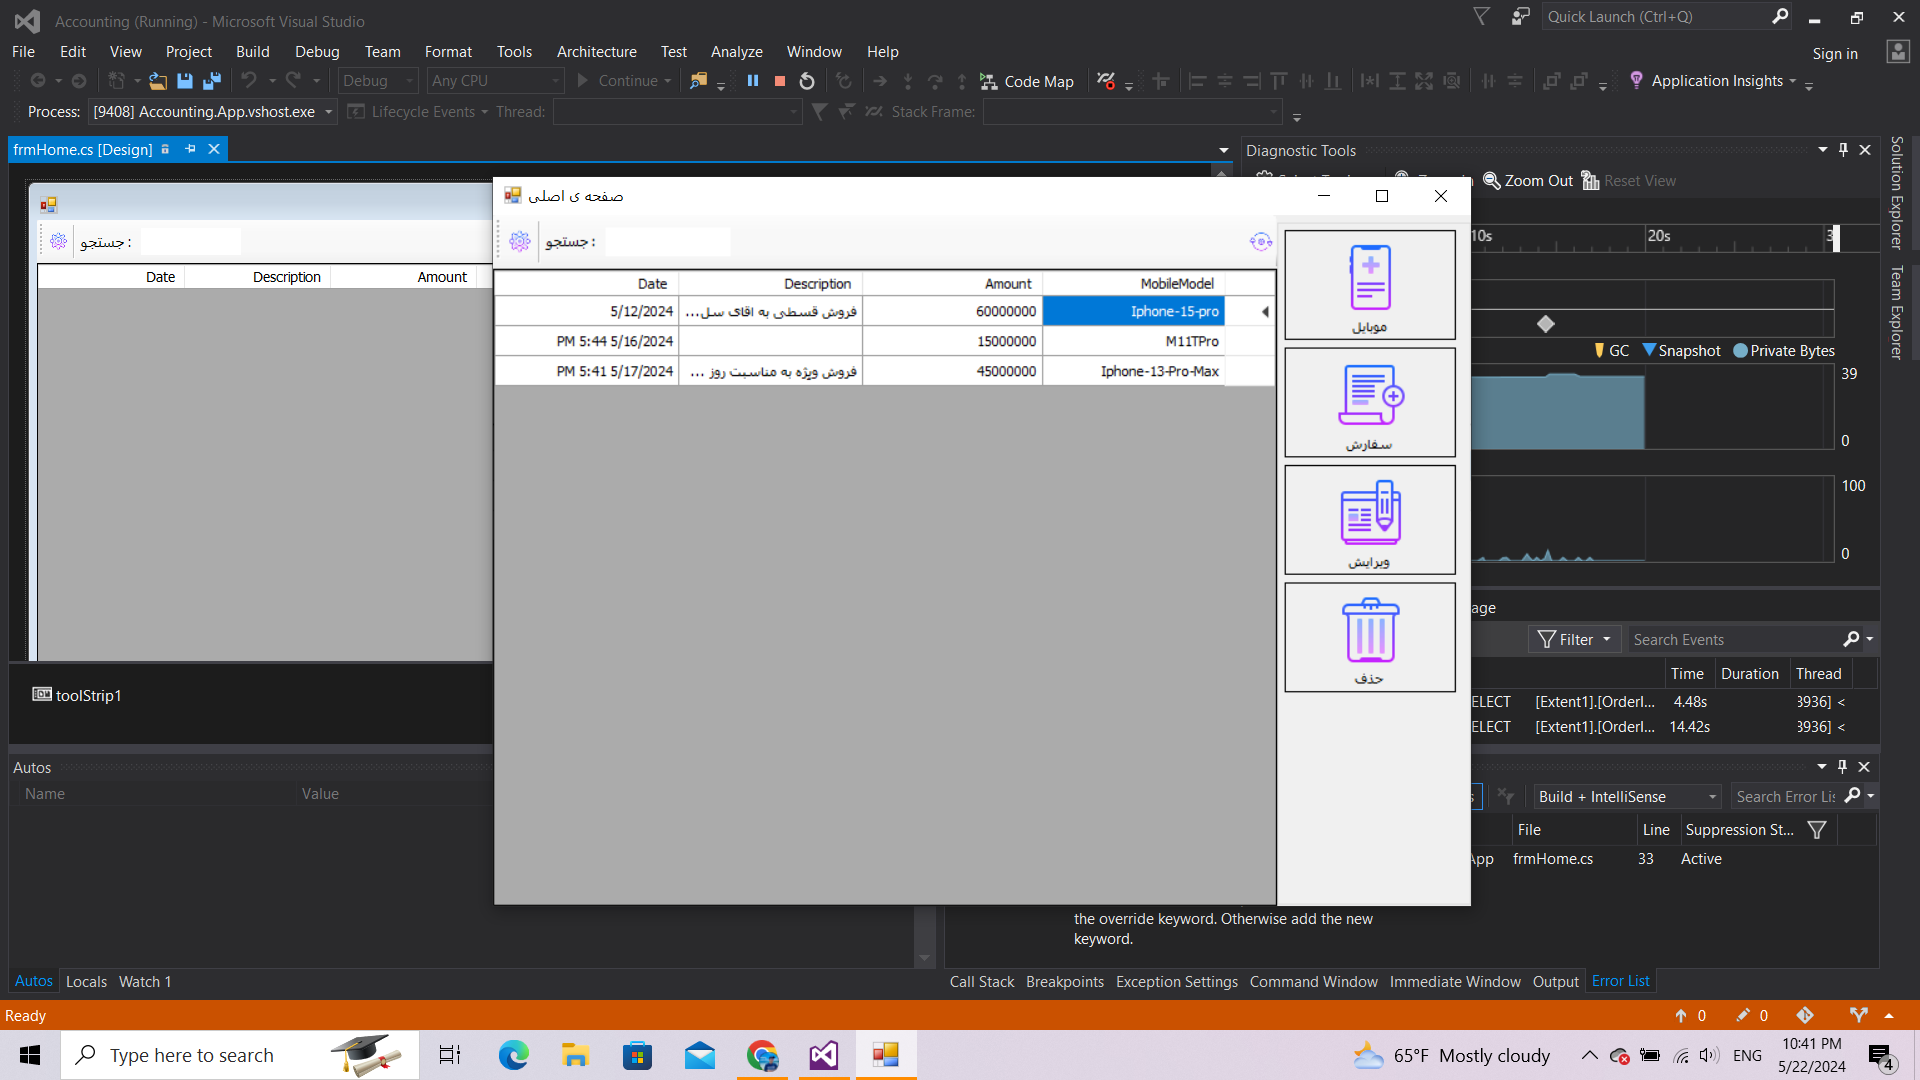 Accounting (Running) - Microsoft Visual Studio
Quick Launch (Ctrl+Q)
File Edit View Project Build Debug Team Format Tools Architecture Test Analyze Window Help
Sign in
Debug Any CPU Continue Code Map Application Insights
Process: [9408] Accounting.App.vshost.exe Lifecycle Events Thread: Stack Frame:
frmHome.cs [Design]
Diagnostic Tools
Zoom Out Reset View
صفحه ی اصلی
جستجو :
Date Description Amount
جستجو :
Date Description Amount MobileModel
5/12/2024 فروش قسطی به اقای سل... 60000000 Iphone-15-pro
PM 5:44 5/16/2024 15000000 M11TPro
PM 5:41 5/17/2024 فروش ویژه به مناسبت روز ... 45000000 Iphone-13-Pro-Max
موبایل
سفارش
ویرایش
حذف
10s 20s 3
GC Snapshot Private Bytes
39
0
100
0
age
Filter Search Events
Time Duration Thread
ELECT [Extent1].[OrderI... 4.48s 3936] <
ELECT [Extent1].[OrderI... 14.42s 3936] <
toolStrip1
Autos
Name Value
s Build + IntelliSense Search Error Lis
File Line Suppression St...
App frmHome.cs 33 Active
the override keyword. Otherwise add the new
keyword.
Autos Locals Watch 1
Call Stack Breakpoints Exception Settings Command Window Immediate Window Output Error List
Solution Explorer
Team Explorer
Ready
0 0
Type here to search
65°F Mostly cloudy
ENG
10:41 PM
5/22/2024
4